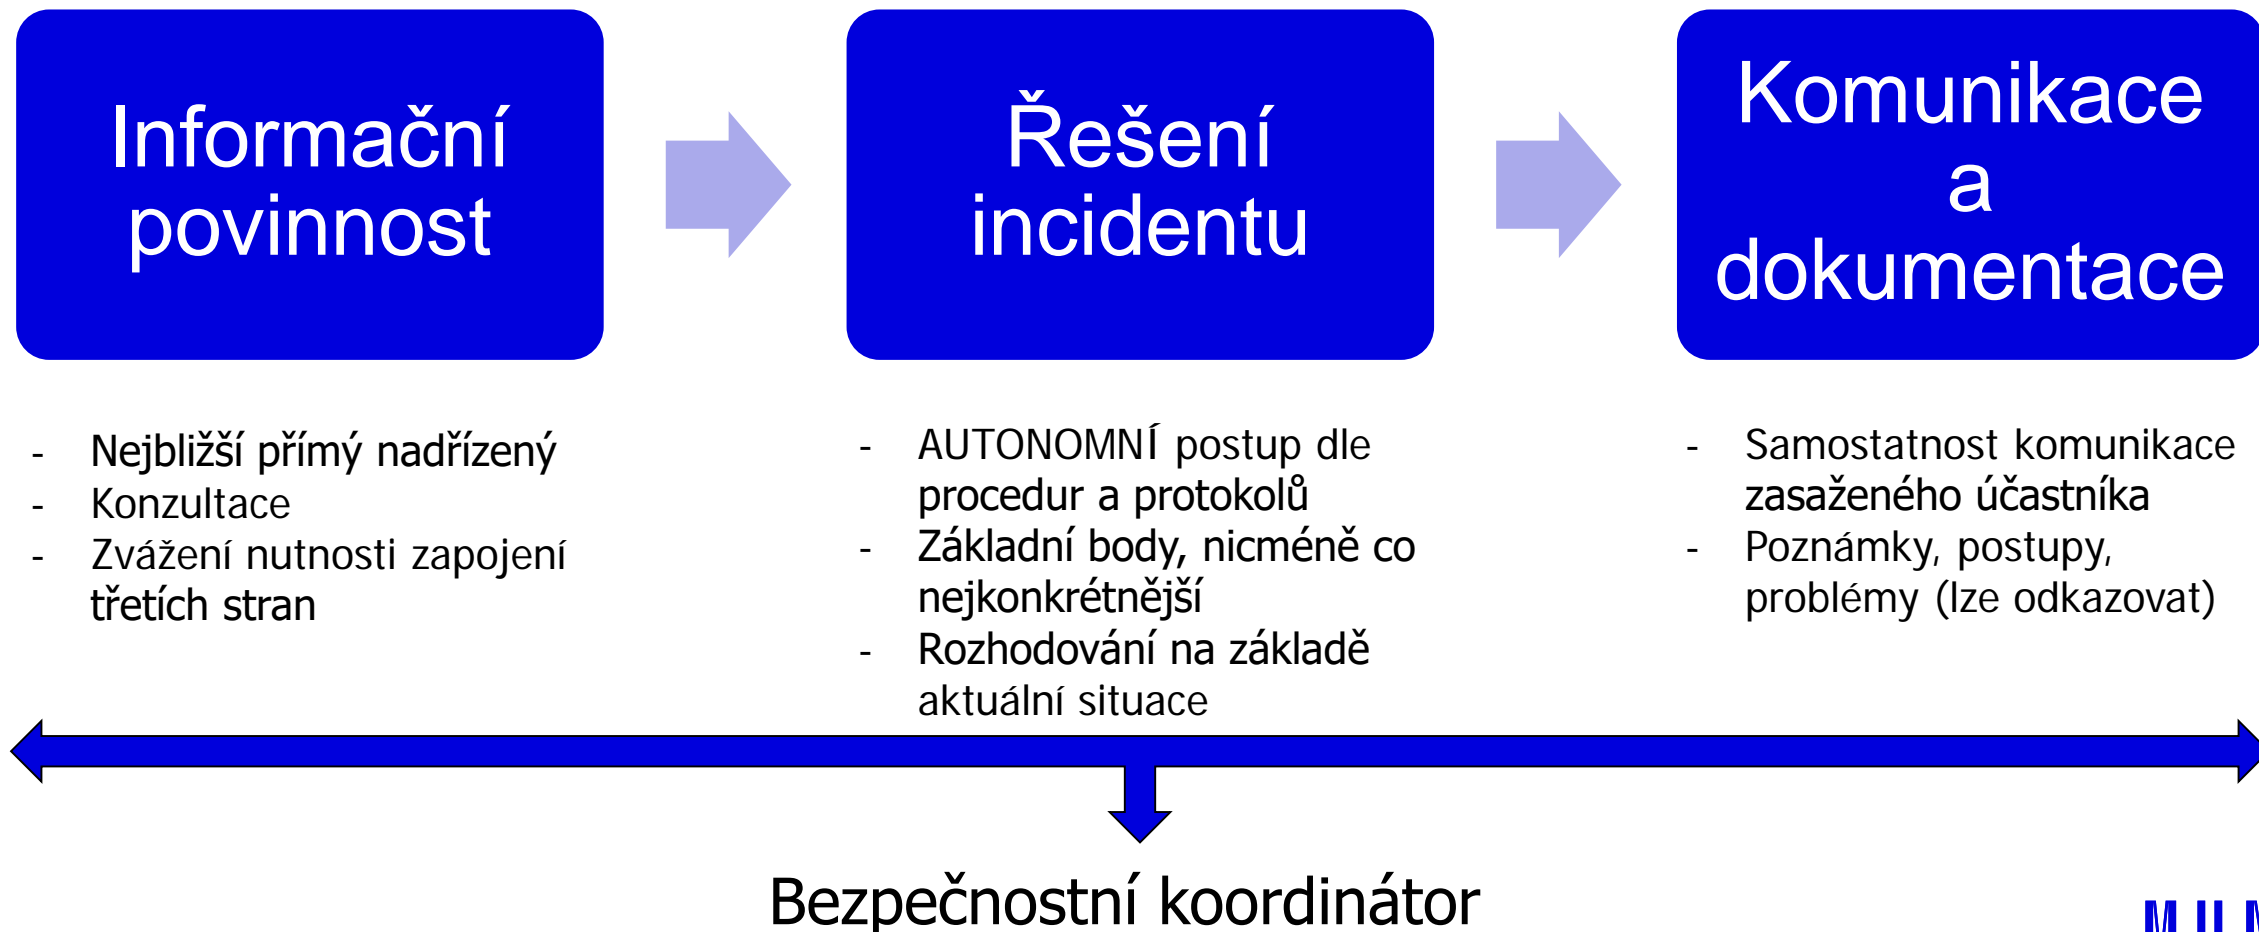 Informační
povinnost
Řešení
incidentu
Komunikace
a
dokumentace
- Nejbližší přímý nadřízený
- Konzultace
- Zvážení nutnosti zapojení
třetích stran
- AUTONOMNÍ postup dle
procedur a protokolů
- Základní body, nicméně co
nejkonkrétnější
- Rozhodování na základě
aktuální situace
- Samostatnost komunikace
zasaženého účastníka
- Poznámky, postupy,
problémy (lze odkazovat)
Bezpečnostní koordinátor